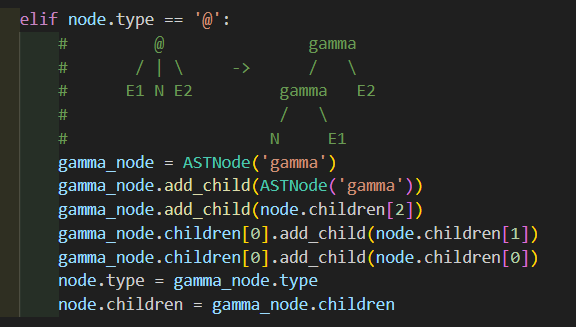 elif node.type == '@':
#         @              gamma
#       / | \     ->     /   \
#      E1 N E2        gamma   E2
#                     /   \
#                    N     E1
gamma_node = ASTNode('gamma')
gamma_node.add_child(ASTNode('gamma'))
gamma_node.add_child(node.children[2])
gamma_node.children[0].add_child(node.children[1])
gamma_node.children[0].add_child(node.children[0])
node.type = gamma_node.type
node.children = gamma_node.children